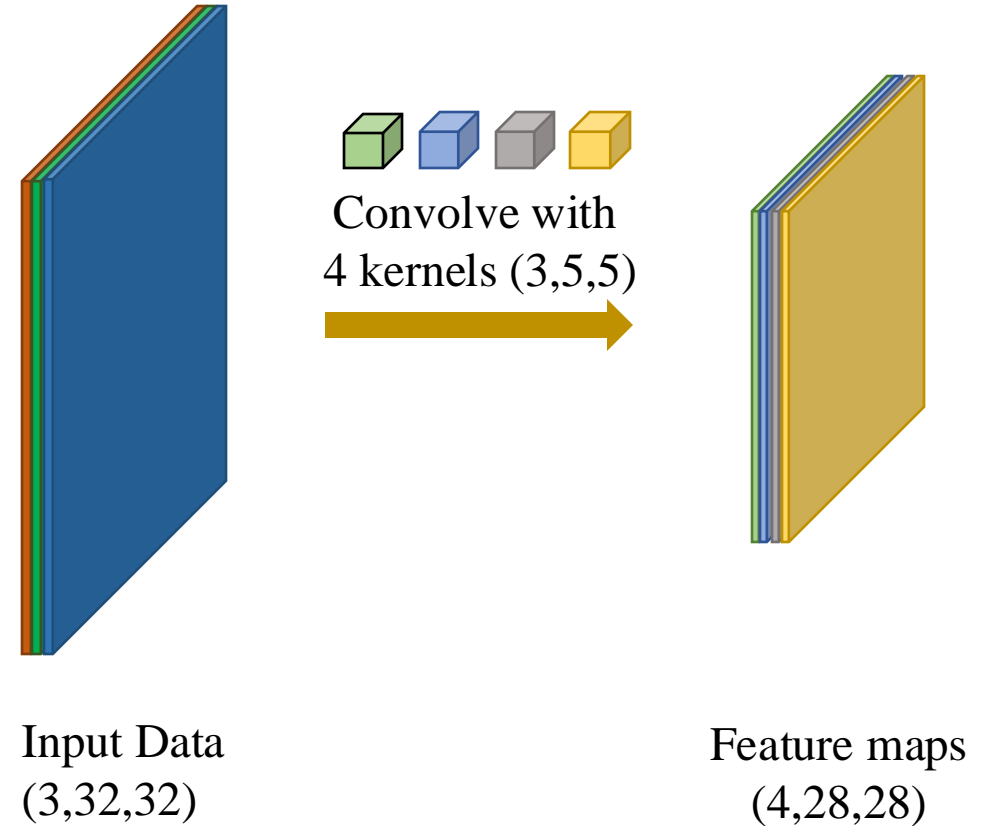 Convolve with
4 kernels (3,5,5)
Input Data
(3,32,32)
Feature maps
(4,28,28)